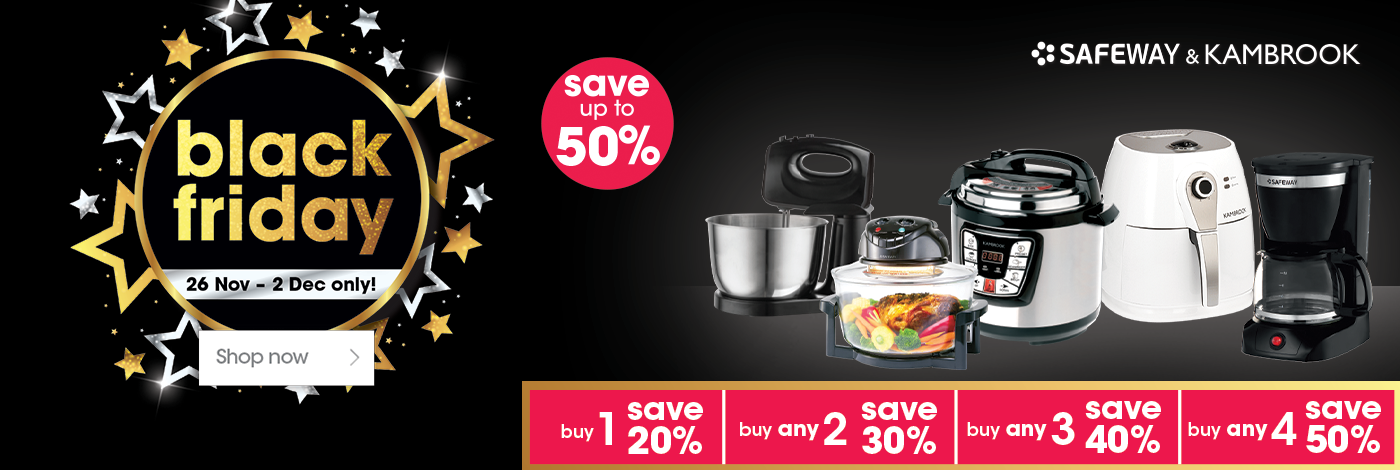 black
friday
26 Nov – 2 Dec only!
Shop now
save
up to
50%
SAFEWAY & KAMBROOK
KAMBROOK
KAMBROOK
SAFEWAY
buy 1 save 20%
buy any 2 save 30%
buy any 3 save 40%
buy any 4 save 50%